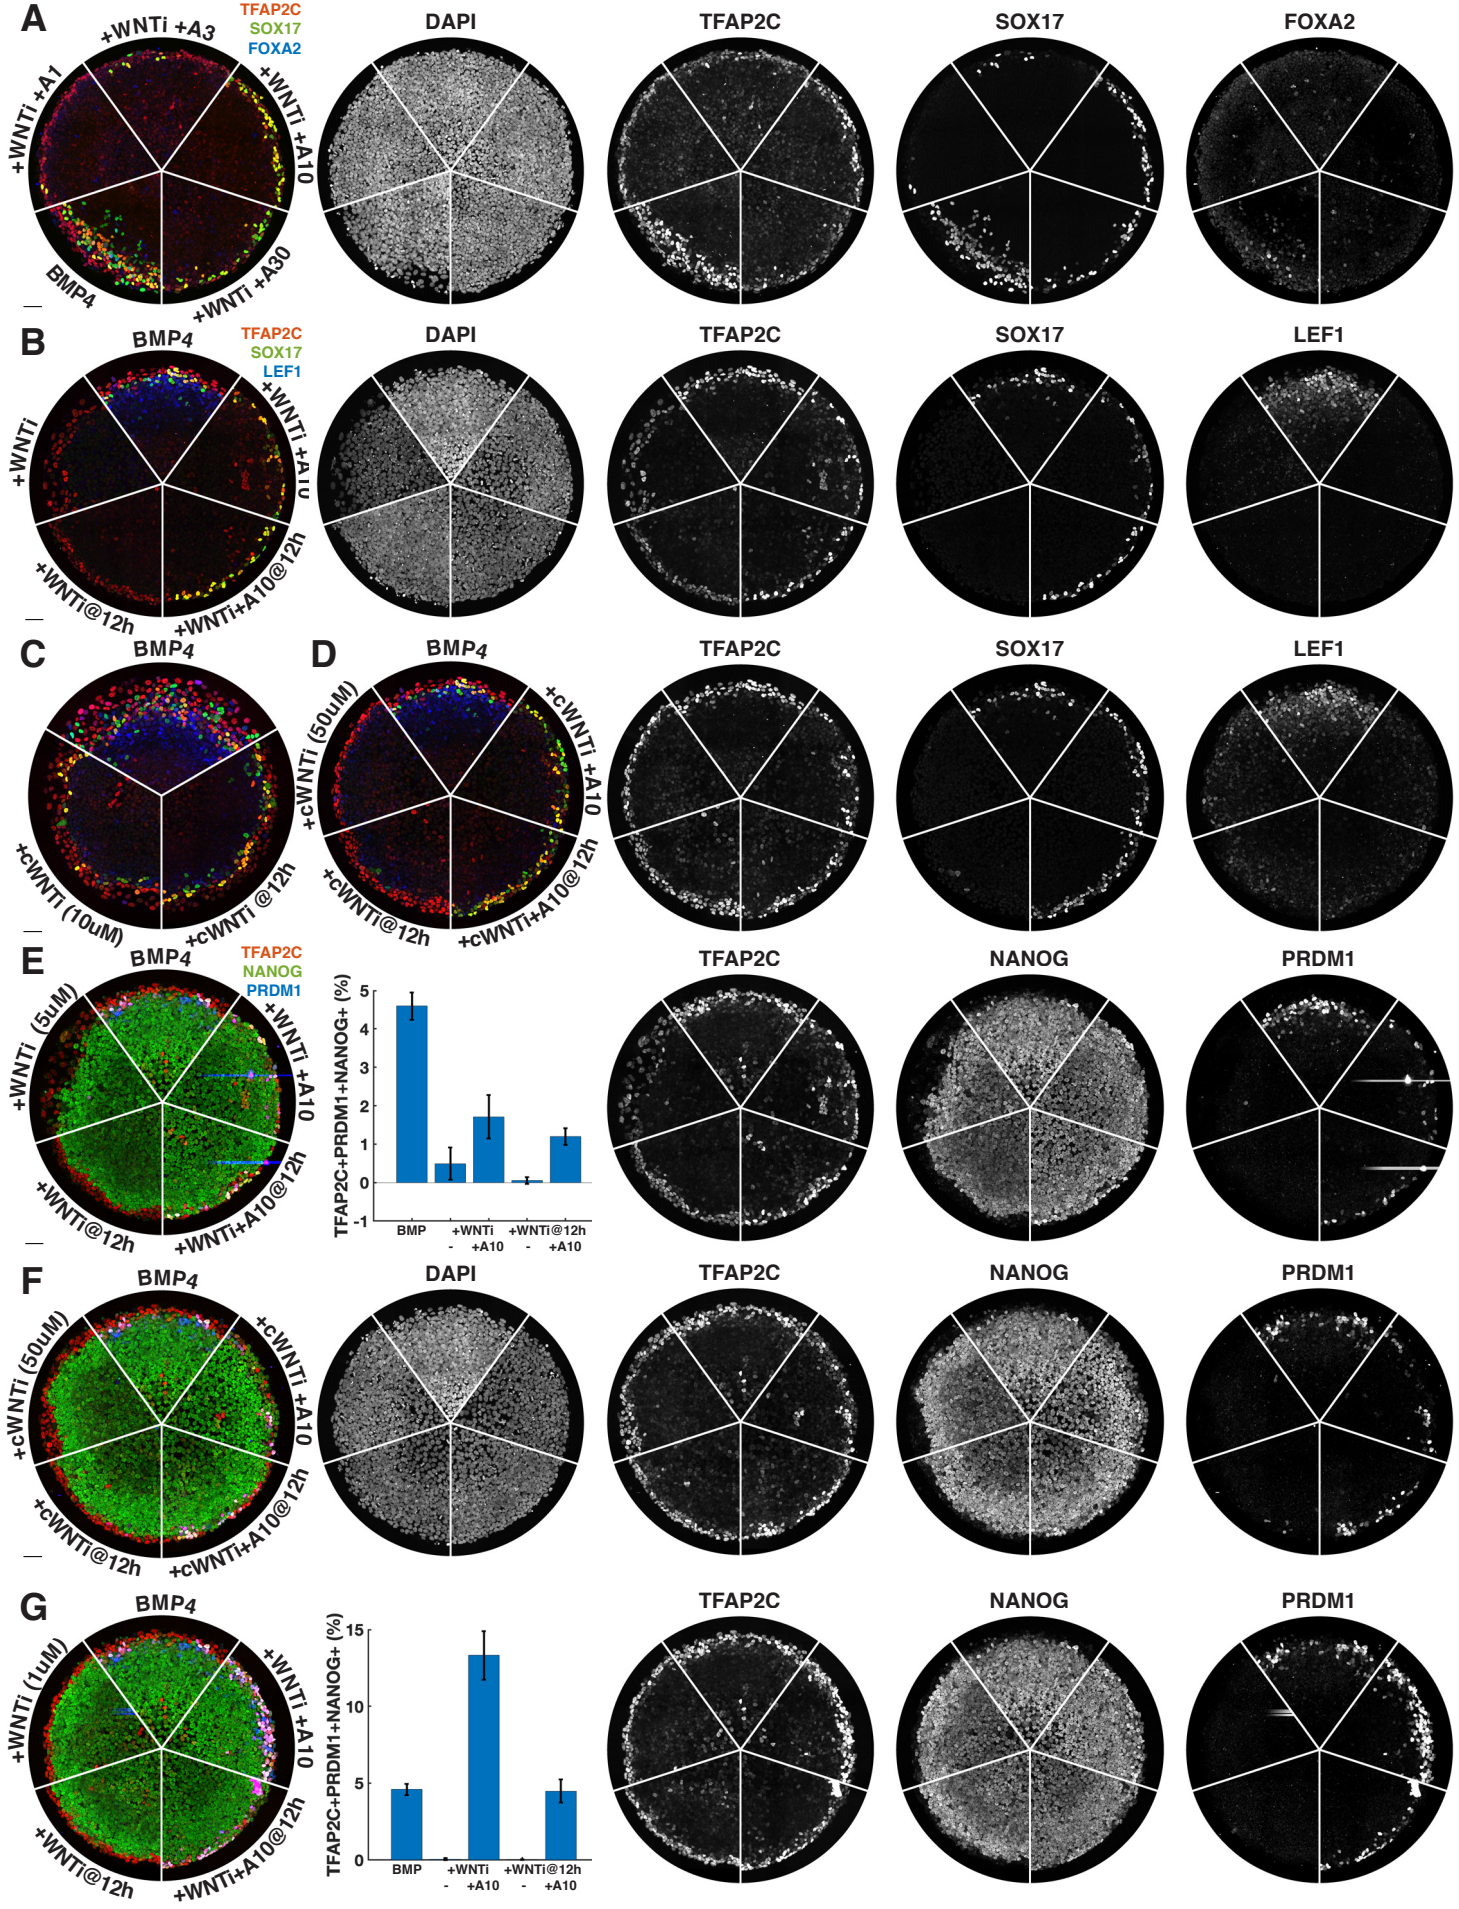 A
+WNTi +A3
TFAP2C
SOX17
FOXA2
+WNTi +A1
+WNTi +A10
BMP4
+WNTi +A30
DAPI
TFAP2C
SOX17
FOXA2
B
BMP4
TFAP2C
SOX17
LEF1
+WNTi
+WNTi +A10
+WNTi@12h
+WNTi+A10@12h
DAPI
TFAP2C
SOX17
LEF1
C
BMP4
+cWNTi (10uM)
+cWNTi @12h
D
BMP4
+cWNTi (50uM)
+cWNTi +A10
+cWNTi@12h
+cWNTi+A10@12h
TFAP2C
SOX17
LEF1
E
BMP4
TFAP2C
NANOG
PRDM1
+WNTi (5uM)
+WNTi +A10
+WNTi@12h
+WNTi+A10@12h
TFAP2C+PRDM1+NANOG+ (%)
5
4
3
2
1
0
-1
BMP
+WNTi
+WNTi@12h
- +A10 - +A10
TFAP2C
NANOG
PRDM1
F
BMP4
+cWNTi (50uM)
+cWNTi +A10
+cWNTi@12h
+cWNTi+A10@12h
DAPI
TFAP2C
NANOG
PRDM1
G
BMP4
+WNTi (1uM)
+WNTi +A10
+WNTi@12h
+WNTi+A10@12h
TFAP2C+PRDM1+NANOG+ (%)
15
10
5
0
BMP
+WNTi
+WNTi@12h
- +A10 - +A10
TFAP2C
NANOG
PRDM1